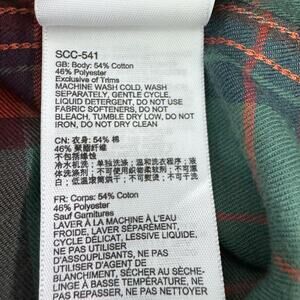 SCC-541
GB: Body: 54% Cotton
46% Polyester
Exclusive of Trims
MACHINE WASH COLD, WASH
SEPARATELY, GENTLE CYCLE,
LIQUID DETERGENT, DO NOT USE
FABRIC SOFTENERS, DO NOT
BLEACH, TUMBLE DRY LOW, DO NOT
IRON, DO NOT DRY CLEAN
CN: 衣身: 54% 棉
46% 聚酯纤维
不包括缘蚀
冷水机洗,单独洗涤,温和洗衣程序,液
体洗涤剂,不可使用织物柔软剂,不可漂
白,低温滚筒烘干,不可熨烫,不可干洗
FR: Corps: 54% Coton
46% Polyester
Sauf Garnitures
LAVER À LA MACHINE À L'EAU
FROIDE, LAVER SÉPARÉMENT,
CYCLE DÉLICAT, LESSIVE LIQUIDE,
NE PAS UTILISER
D'ASSOUPLISSANTS, NE PAS
UTILISER D'AGENT DE
BLANCHIMENT, SÉCHER AU SÈCHE-
LINGE À BASSE TEMPÉRATURE, NE
PAS REPASSER, NE PAS NETTOYER